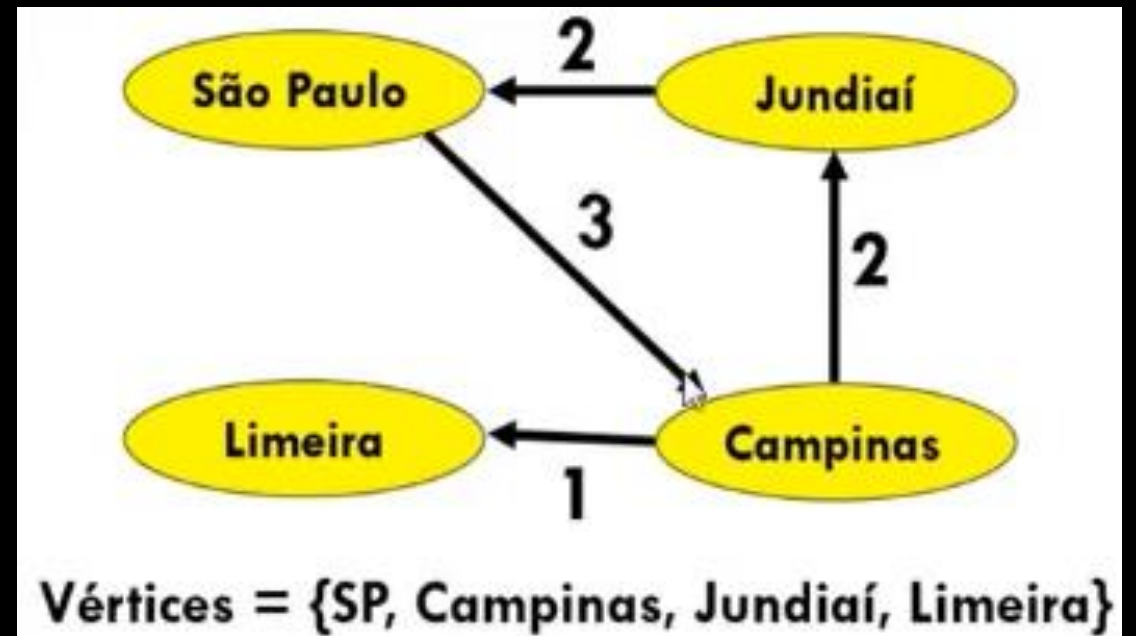 2
São Paulo
Jundiaí
3
2
Limeira
Campinas
1
Vértices = {SP, Campinas, Jundiaí, Limeira}